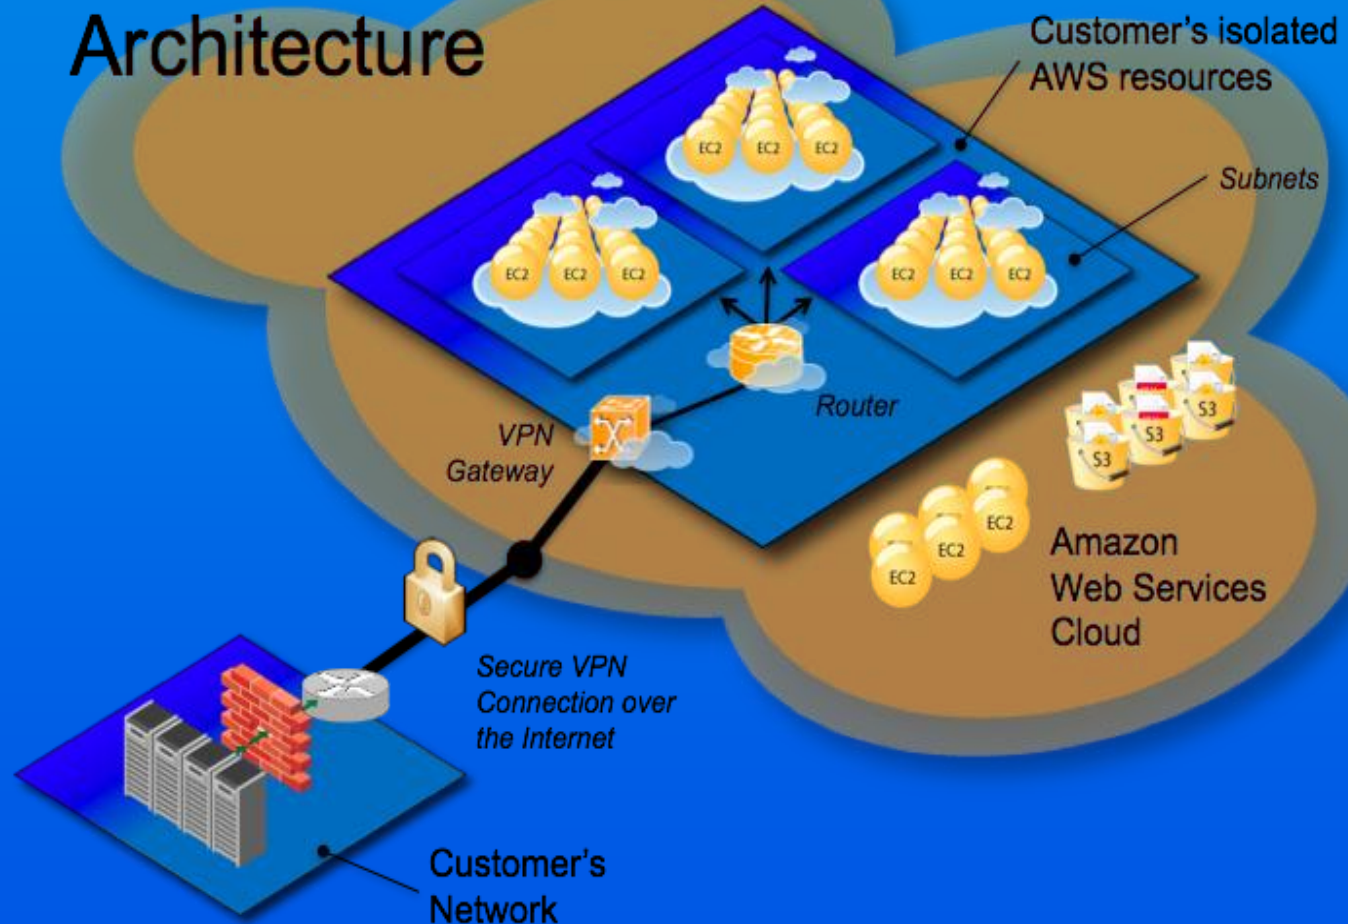 Architecture
Customer's isolated
AWS resources
Subnets
EC2 EC2 EC2
EC2 EC2 EC2
EC2 EC2 EC2
Router
VPN
Gateway
S3 S3 S3
EC2 EC2 EC2
Amazon
Web Services
Cloud
Secure VPN
Connection over
the Internet
Customer's
Network